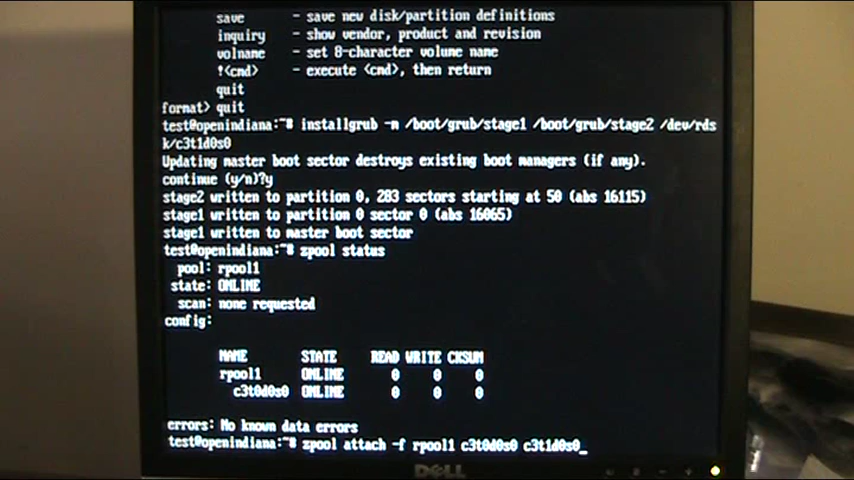 save - save new disk/partition definitions
inquiry - show vendor, product and revision
volname - set 8-character volume name
!<cmd> - execute <cmd>, then return
quit
format> quit
test@openindiana:~# installgrub -m /boot/grub/stage1 /boot/grub/stage2 /dev/rds
k/c3t1d0s0
Updating master boot sector destroys existing boot managers (if any).
continue (y/n)?y
stage2 written to partition 0, 283 sectors starting at 50 (abs 16115)
stage1 written to partition 0 sector 0 (abs 16065)
stage1 written to master boot sector
test@openindiana:~# zpool status
pool: rpool1
state: ONLINE
scan: none requested
config:
NAME STATE READ WRITE CKSUM
rpool1 ONLINE 0 0 0
c3t0d0s0 ONLINE 0 0 0
errors: No known data errors
test@openindiana:~# zpool attach -f rpool1 c3t0d0s0 c3t1d0s0_
DELL